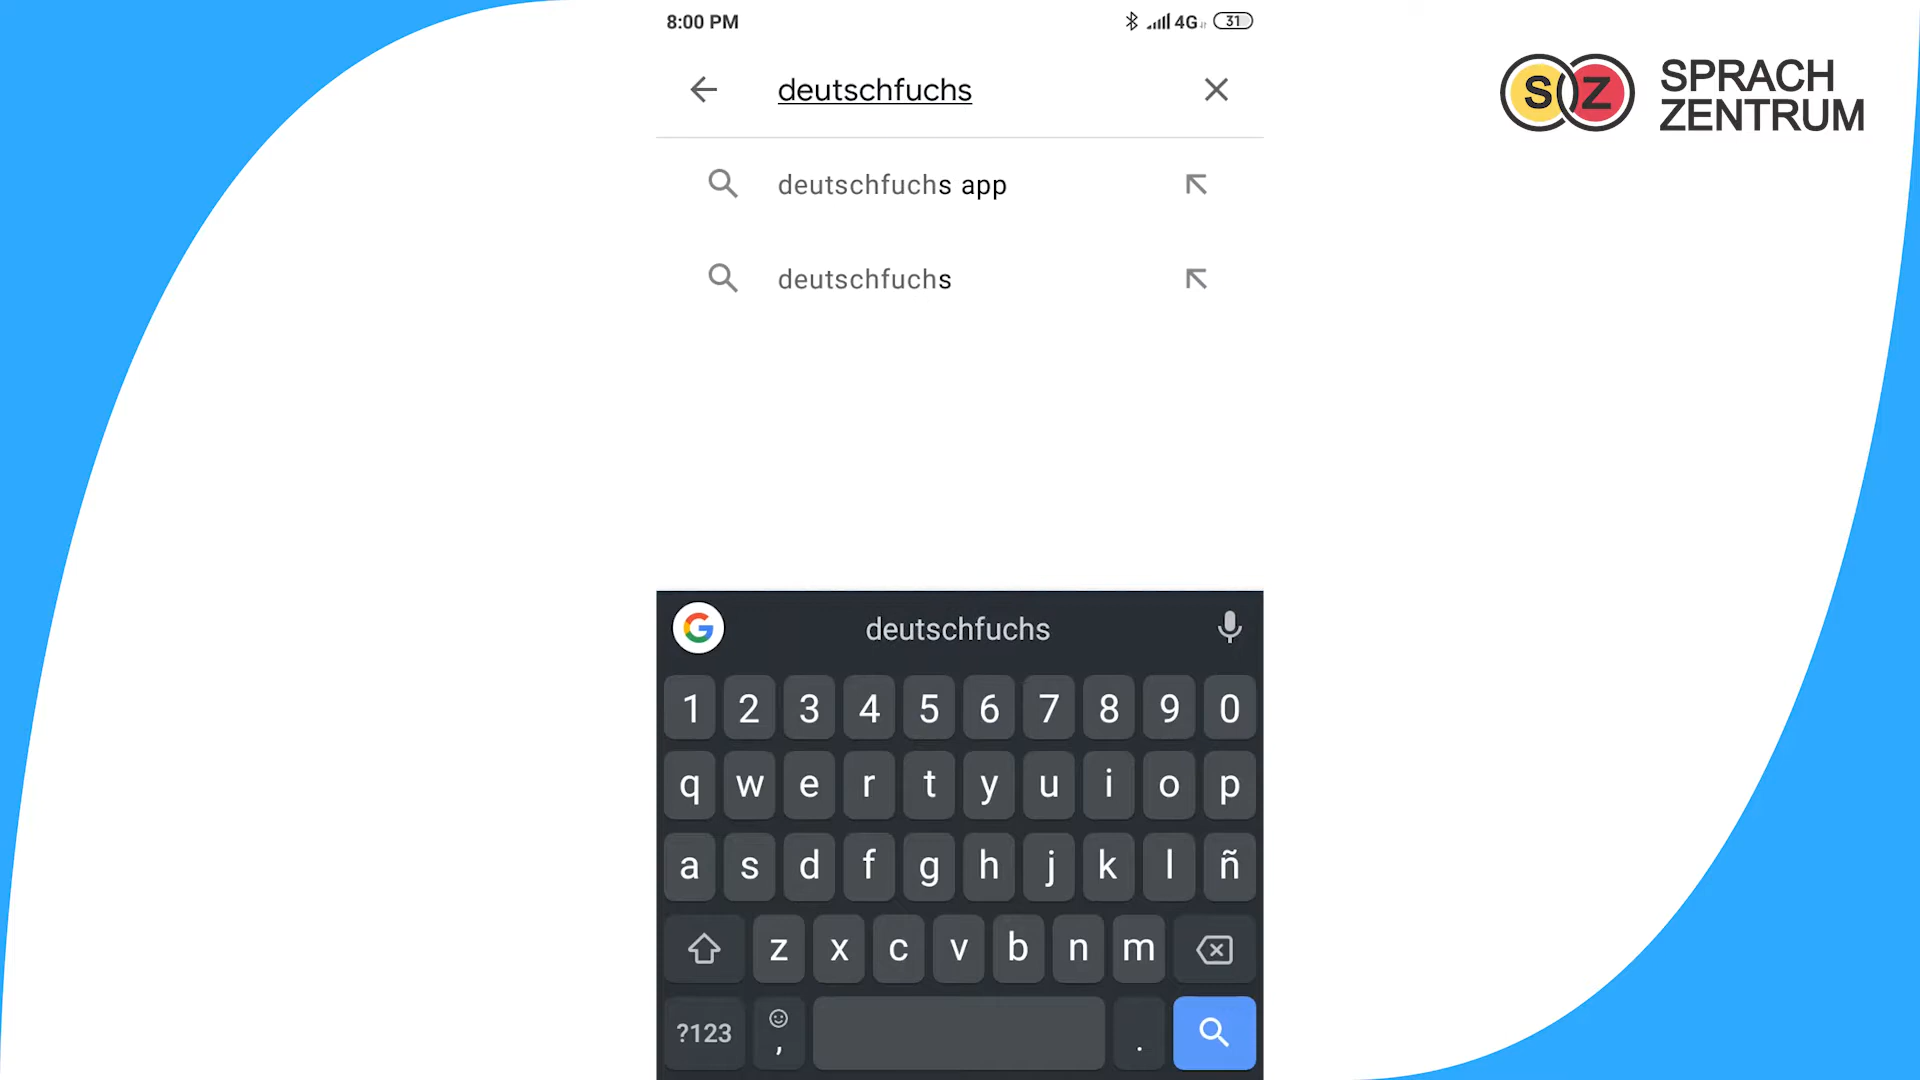 8:00 PM
4G 31
deutschfuchs
SZ SPRACH
ZENTRUM
deutschfuchs app
deutschfuchs
deutschfuchs
1 2 3 4 5 6 7 8 9 0
q w e r t y u i o p
a s d f g h j k l ñ
z x c v b n m
?123 , .